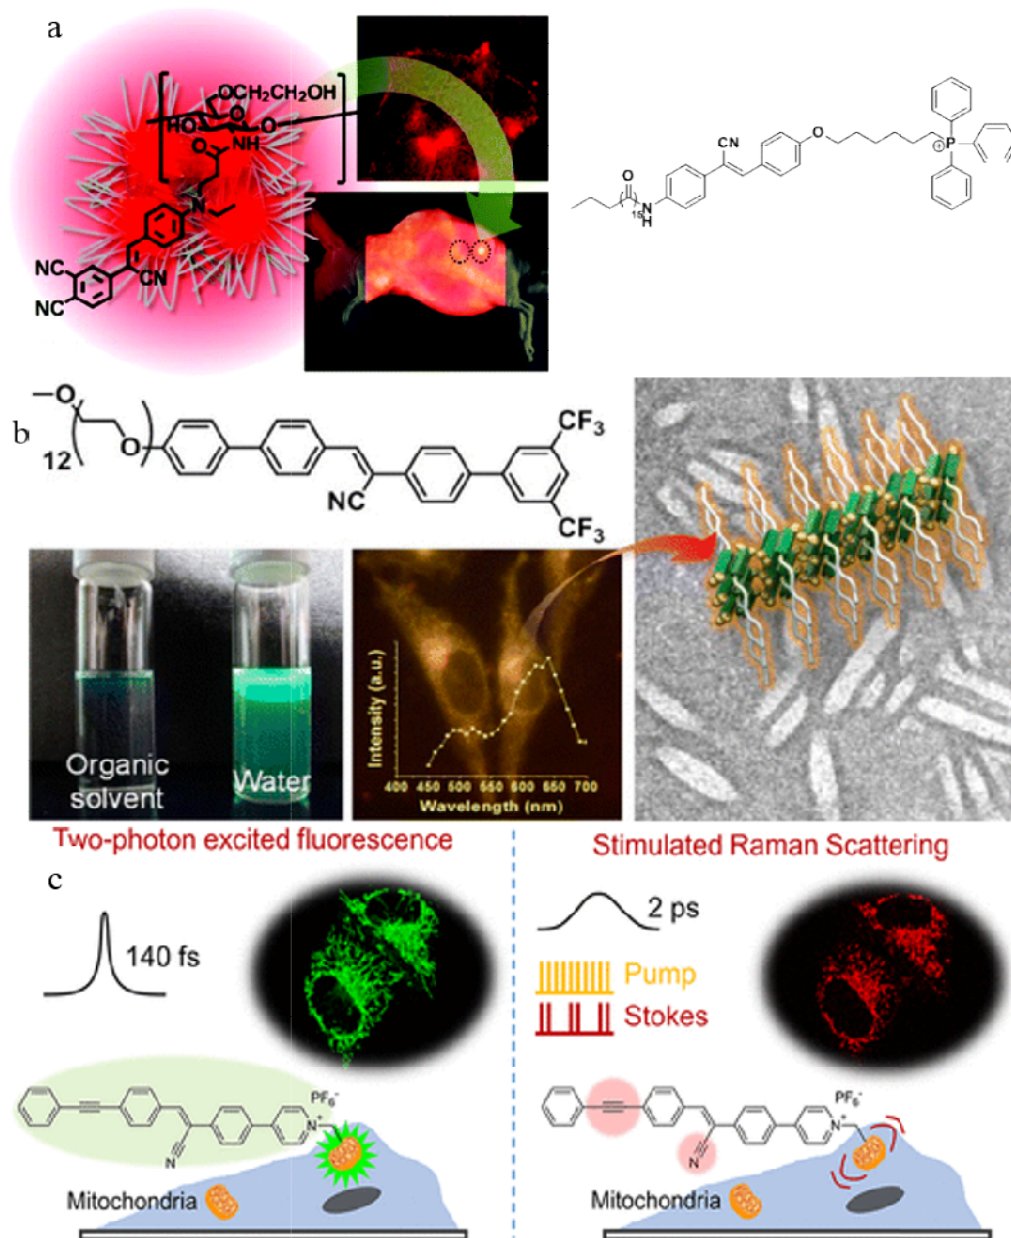 a
OCH₂CH₂OH
O
O
HO
O
O
NH
N
CN
CN
NC
O
CN
P
⊕
O
15
N
H
b
—O
12
O
CF₃
NC
CF₃
Organic
solvent
Water
Intensity (a.u.)
400 450 500 550 600 650 700
Wavelength (nm)
Two-photon excited fluorescence
Stimulated Raman Scattering
c
140 fs
2 ps
Pump
Stokes
PF₆⁻
N⁺
N
Mitochondria
PF₆⁻
N⁺
N
Mitochondria